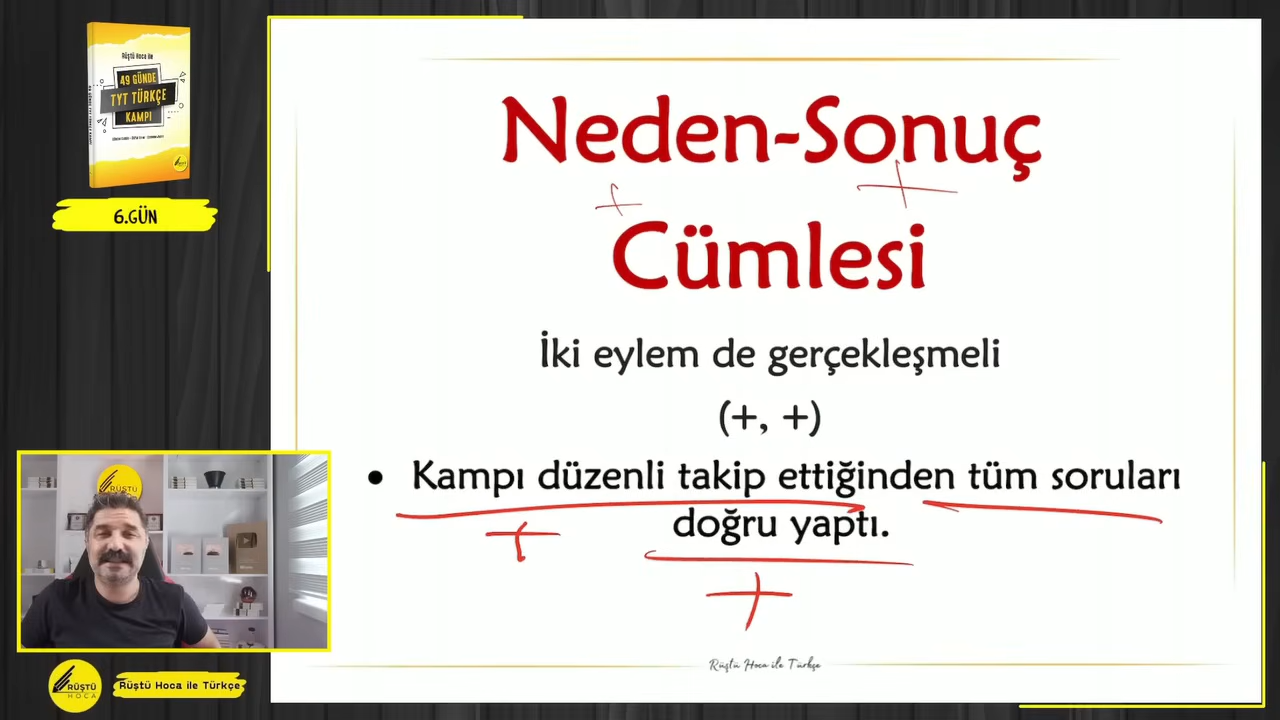 Rüştü Hoca ile
49 GÜNDE
TYT TÜRKÇE
KAMPI
6.GÜN
Neden-Sonuç
Cümlesi
İki eylem de gerçekleşmeli
(+, +)
• Kampı düzenli takip ettiğinden tüm soruları
doğru yaptı.
Rüştü Hoca ile Türkçe
RÜŞTÜ
RÜŞTÜ
HOCA
Rüştü Hoca ile Türkçe